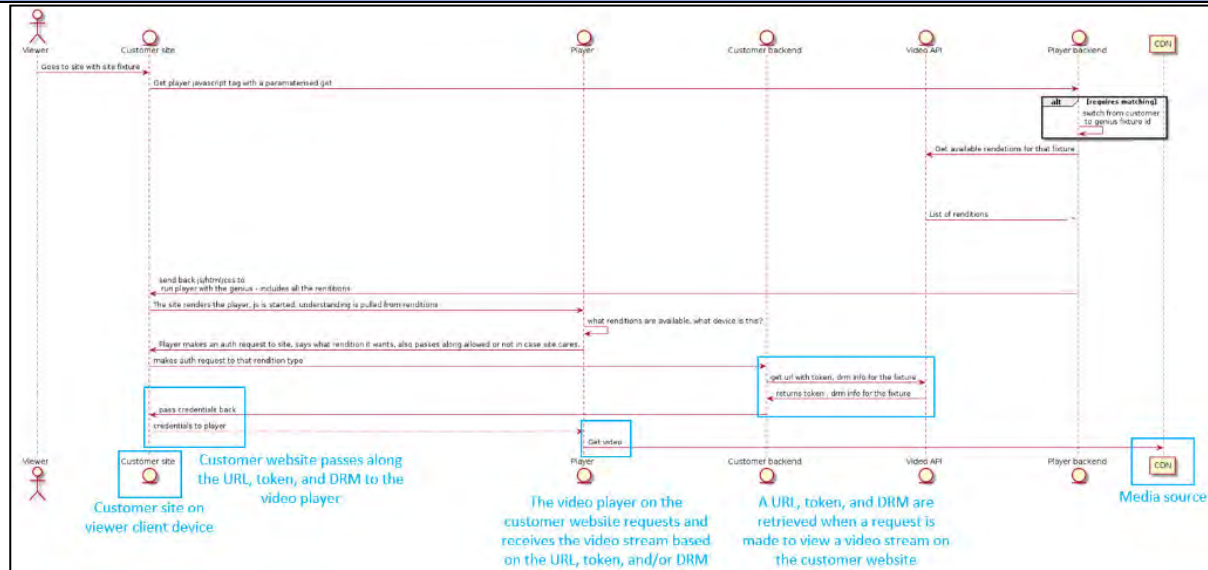 Viewer
Customer site
Player
Customer backend
Video API
Player backend
CDN
Goes to site with site fixture
Get player javascript tag with a paramaterised get
alt
[requires matching]
switch from customer
to genius fixture id
Get available renditions for that fixture
List of renditions
send back js/html/css to
run player with the genius - includes all the renditions
The site renders the player, js is started. understanding is pulled from renditions
what renditions are available, what device is this?
Player makes an auth request to site, says what rendition it wants, also passes along allowed or not in case site cares.
makes auth request to that rendition type
get url with token, drm info for the fixture
returns token , drm info for the fixture
pass credentials back
credentials to player
Get video
Viewer
Customer site
Player
Customer backend
Video API
Player backend
CDN
Customer website passes along
the URL, token, and DRM to the
video player
Customer site on
viewer client device
The video player on the
customer website requests and
receives the video stream based
on the URL, token, and/or DRM
A URL, token, and DRM are
retrieved when a request is
made to view a video stream on
the customer website
Media source